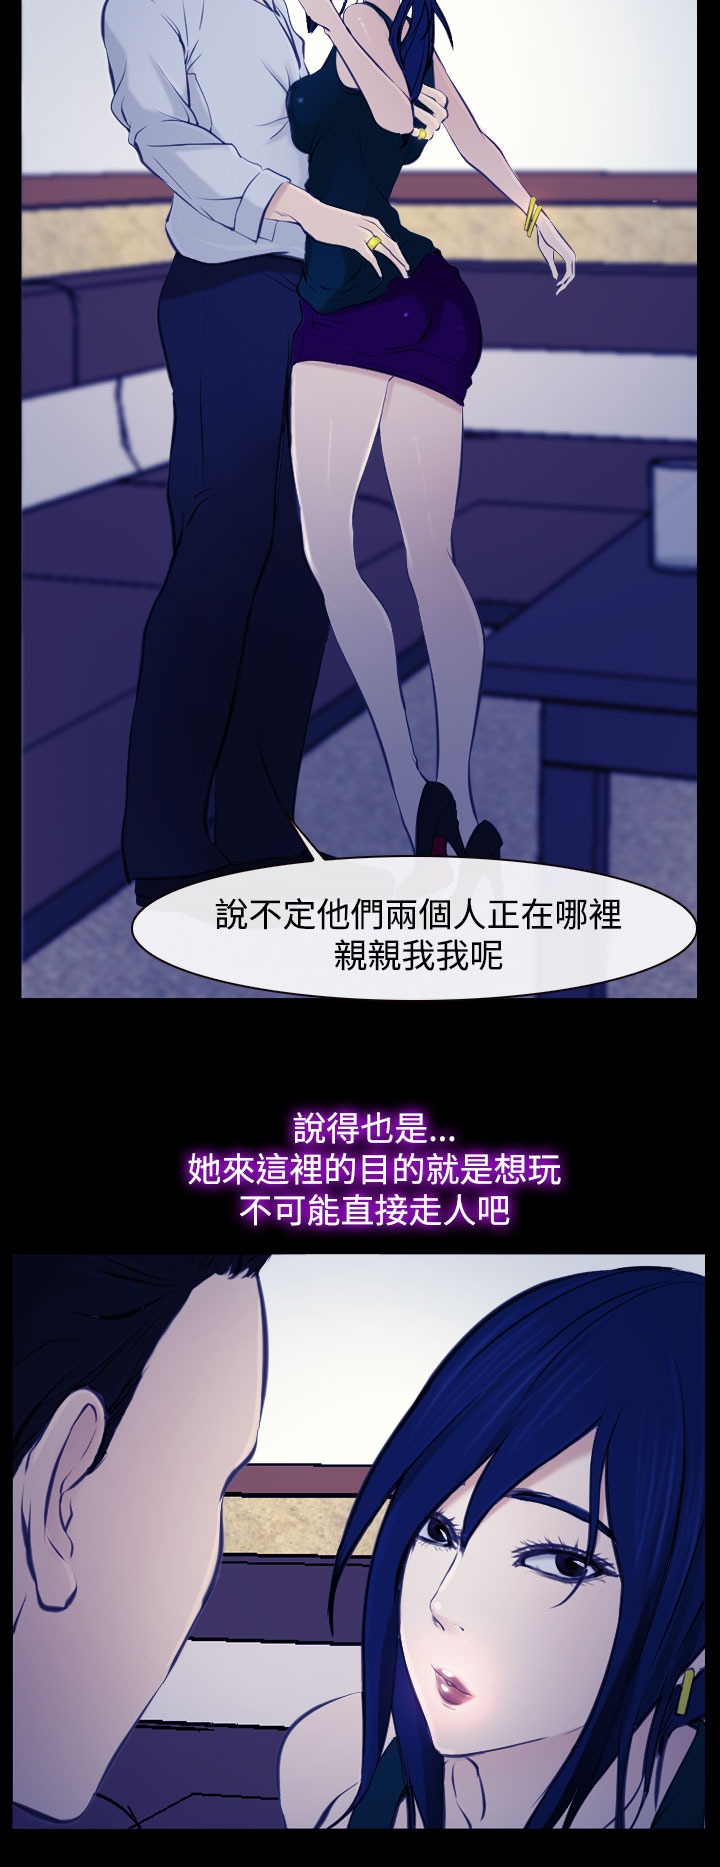 說不定他們兩個人正在哪裡
親親我我呢
說得也是...
她來這裡的目的就是想玩
不可能直接走人吧